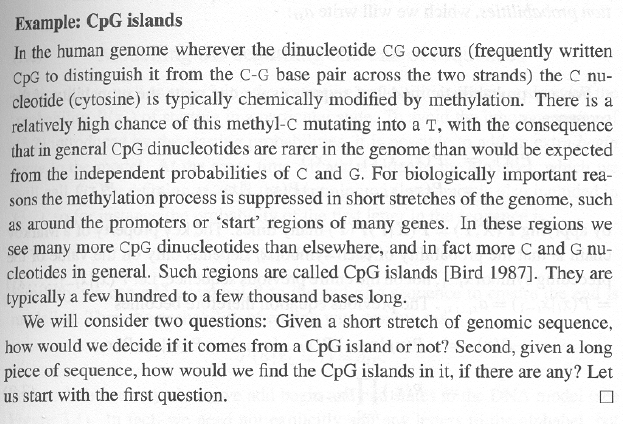 Example: CpG islands
In the human genome wherever the dinucleotide CG occurs (frequently written
CpG to distinguish it from the C-G base pair across the two strands) the C nu-
cleotide (cytosine) is typically chemically modified by methylation. There is a
relatively high chance of this methyl-C mutating into a T, with the consequence
that in general CpG dinucleotides are rarer in the genome than would be expected
from the independent probabilities of C and G. For biologically important rea-
sons the methylation process is suppressed in short stretches of the genome, such
as around the promoters or ‘start’ regions of many genes. In these regions we
see many more CpG dinucleotides than elsewhere, and in fact more C and G nu-
cleotides in general. Such regions are called CpG islands [Bird 1987]. They are
typically a few hundred to a few thousand bases long.
We will consider two questions: Given a short stretch of genomic sequence,
how would we decide if it comes from a CpG island or not? Second, given a long
piece of sequence, how would we find the CpG islands in it, if there are any? Let
us start with the first question. □